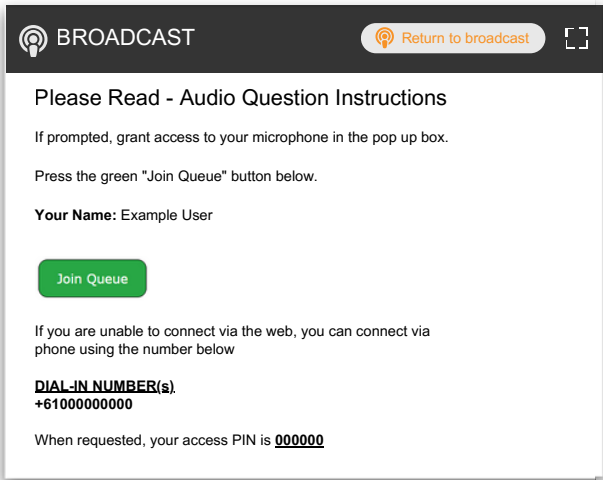 BROADCAST
Return to broadcast
Please Read - Audio Question Instructions
If prompted, grant access to your microphone in the pop up box.
Press the green "Join Queue" button below.
Your Name: Example User
Join Queue
If you are unable to connect via the web, you can connect via
phone using the number below
DIAL-IN NUMBER(s)
+61000000000
When requested, your access PIN is 000000